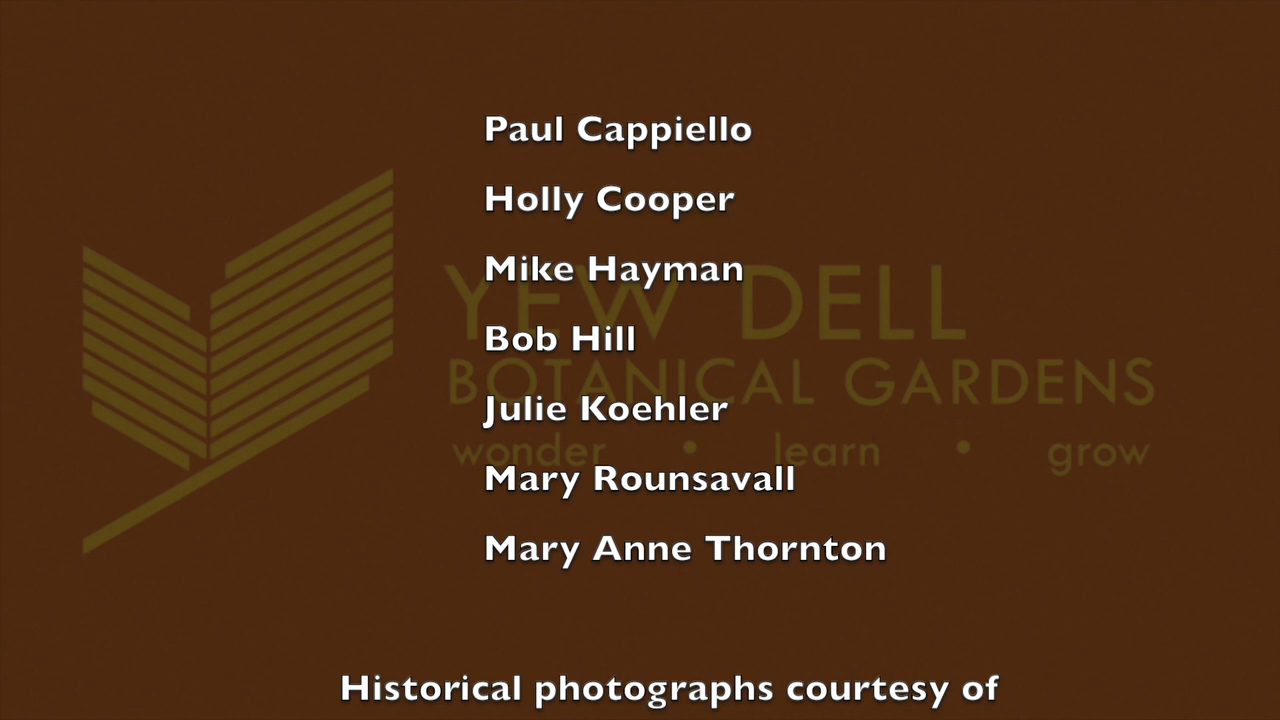 Paul Cappiello
Holly Cooper
Mike Hayman
Bob Hill
Julie Koehler
Mary Rounsavall
Mary Anne Thornton
Historical photographs courtesy of
YEW DELL
BOTANICAL GARDENS
wonder • learn • grow